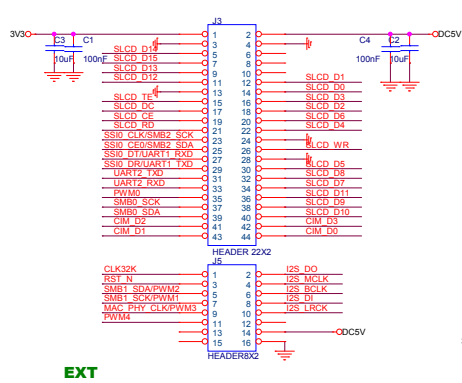 J3
3V3 1 2 DC5V
C3 C1 3 4 C4 C2
SLCD_D14 5 6
10uF 100nF 100nF 10uF
SLCD_D15 7 8
SLCD_D13 9 10
SLCD_D12 11 12 SLCD_D1
13 14 SLCD_D0
SLCD_TE 15 16 SLCD_D3
SLCD_DC 17 18 SLCD_D2
SLCD_CE 19 20 SLCD_D6
SLCD_RD 21 22 SLCD_D4
SSI0_CLK/SMB2_SCK 23 24
SSI0_CE0/SMB2_SDA 25 26 SLCD_WR
SSI0_DT/UART1_RXD 27 28
SSI0_DR/UART1_RXD 29 30 SLCD_D5
UART2_TXD 31 32 SLCD_D8
UART2_RXD 33 34 SLCD_D7
PWM0 35 36 SLCD_D11
SMB0_SCK 37 38 SLCD_D9
SMB0_SDA 39 40 SLCD_D10
CIM_D2 41 42 CIM_D3
CIM_D1 43 44 CIM_D0
HEADER 22X2
J5
CLK32K 1 2 I2S_DO
RST_N 3 4 I2S_MCLK
SMB1_SDA/PWM2 5 6 I2S_BCLK
SMB1_SCK/PWM1 7 8 I2S_DI
MAC_PHY_CLK/PWM3 9 10 I2S_LRCK
PWM4 11 12
13 14 DC5V
15 16
HEADER8X2
EXT